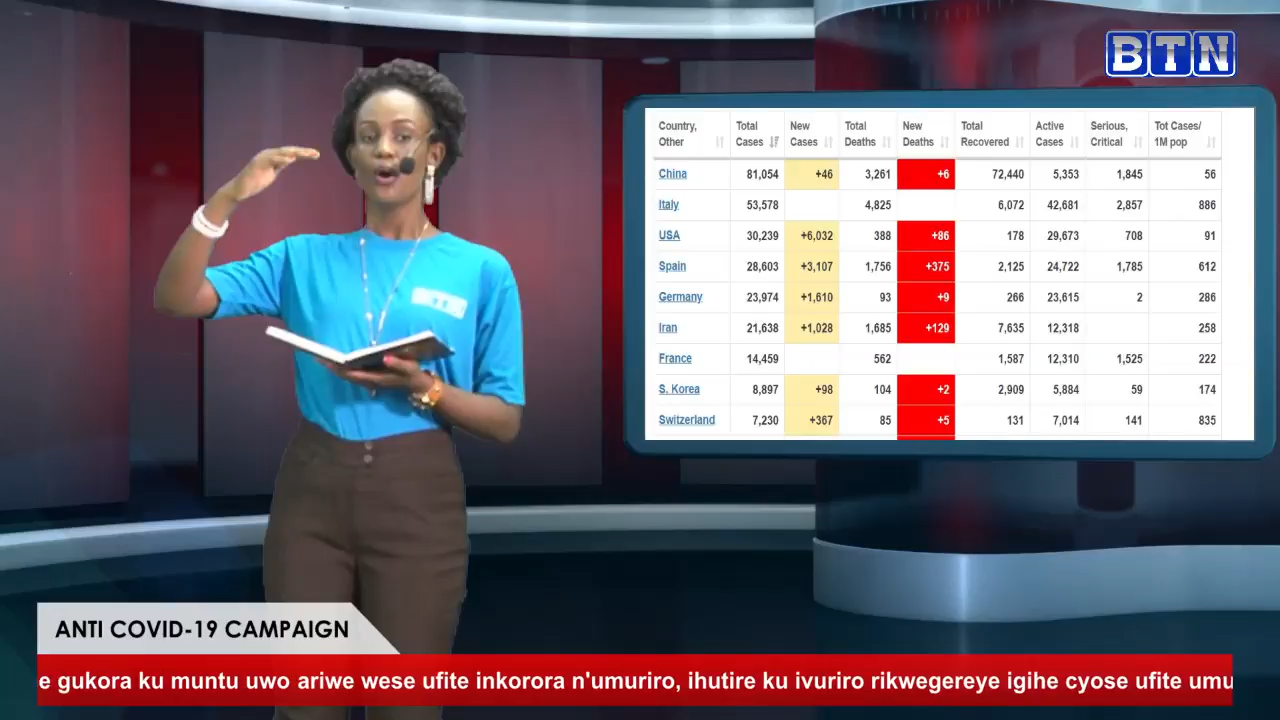 BTN
Country, Other Total Cases New Cases Total Deaths New Deaths Total Recovered Active Cases Serious, Critical Tot Cases/ 1M pop
China 81,054 +46 3,261 +6 72,440 5,353 1,845 56
Italy 53,578 4,825 6,072 42,681 2,857 886
USA 30,239 +6,032 388 +86 178 29,673 708 91
Spain 28,603 +3,107 1,756 +375 2,125 24,722 1,785 612
Germany 23,974 +1,610 93 +9 266 23,615 2 286
Iran 21,638 +1,028 1,685 +129 7,635 12,318 258
France 14,459 562 1,587 12,310 1,525 222
S. Korea 8,897 +98 104 +2 2,909 5,884 59 174
Switzerland 7,230 +367 85 +5 131 7,014 141 835
ANTI COVID-19 CAMPAIGN
e gukora ku muntu uwo ariwe wese ufite inkorora n'umuriro, ihutire ku ivuriro rikwegereye igihe cyose ufite umu